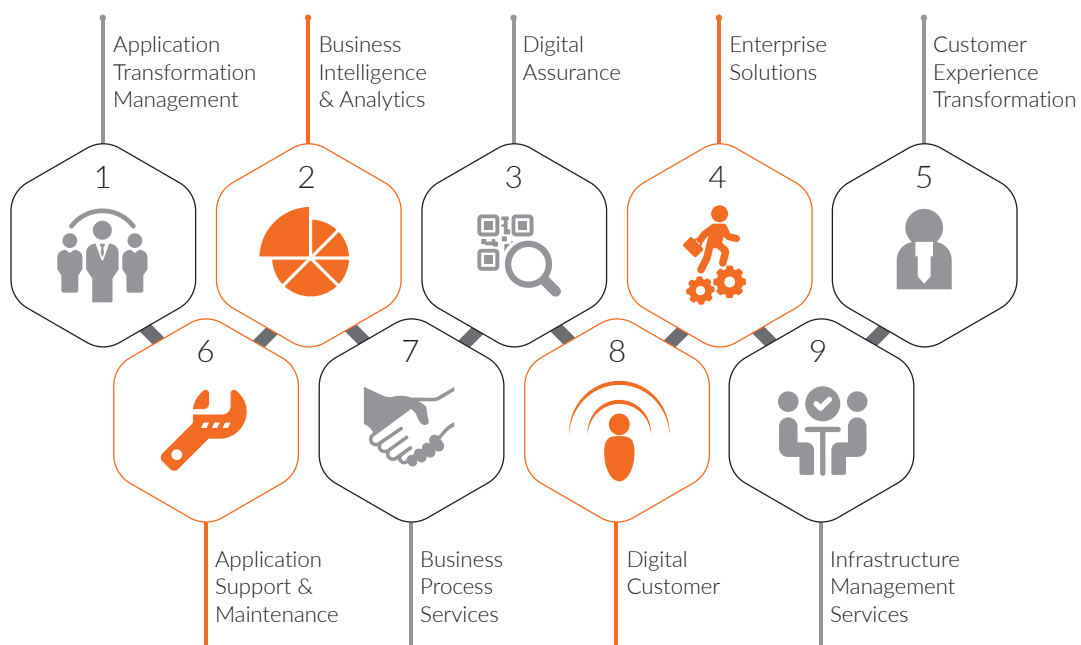 Application
Transformation
Management
Business
Intelligence
& Analytics
Digital
Assurance
Enterprise
Solutions
Customer
Experience
Transformation
1
2
3
4
5
6
7
8
9
Application
Support &
Maintenance
Business
Process
Services
Digital
Customer
Infrastructure
Management
Services